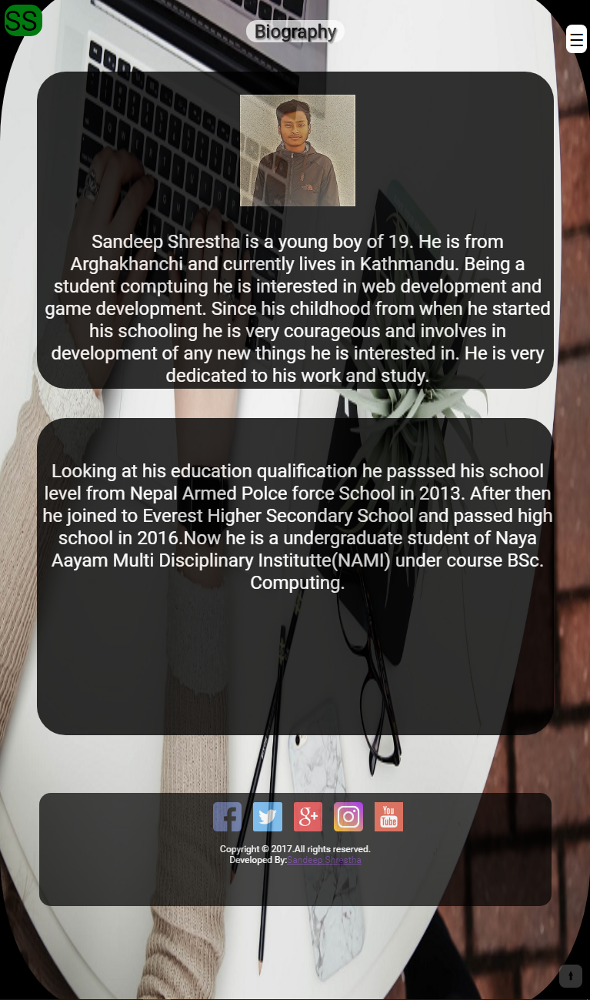 SS
Biography
Sandeep Shrestha is a young boy of 19. He is from
Arghakhanchi and currently lives in Kathmandu. Being a
student comptuing he is interested in web development and
game development. Since his childhood from when he started
his schooling he is very courageous and involves in
development of any new things he is interested in. He is very
dedicated to his work and study.
Looking at his education qualification he passsed his school
level from Nepal Armed Polce force School in 2013. After then
he joined to Everest Higher Secondary School and passed high
school in 2016.Now he is a undergraduate student of Naya
Aayam Multi Disciplinary Institutte(NAMI) under course BSc.
Computing.
You
Tube
Copyright © 2017.All rights reserved.
Developed By:Sandeep Shrestha